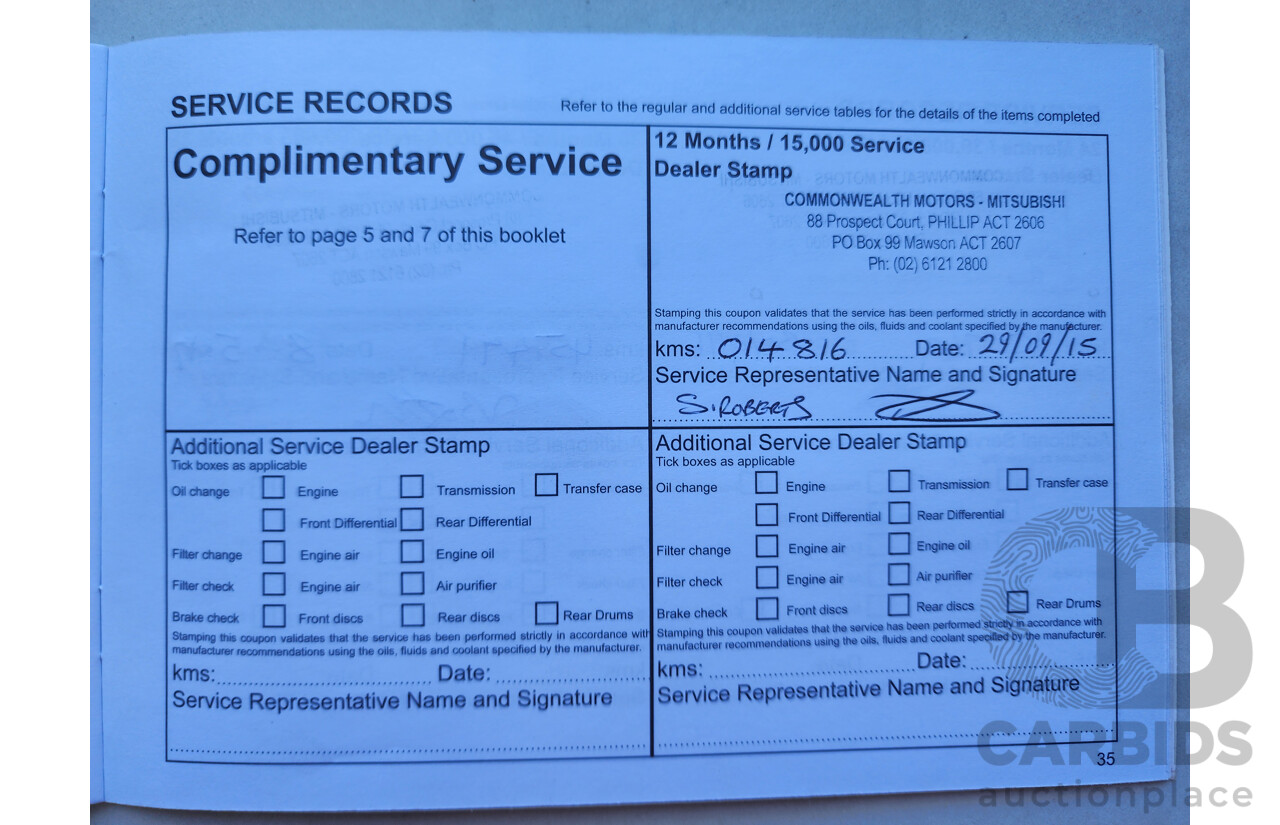 SERVICE RECORDS
Refer to the regular and additional service tables for the details of the items completed
Complimentary Service
Refer to page 5 and 7 of this booklet
12 Months / 15,000 Service
Dealer Stamp
COMMONWEALTH MOTORS - MITSUBISHI
88 Prospect Court, PHILLIP ACT 2606
PO Box 99 Mawson ACT 2607
Ph: (02) 6121 2800
Stamping this coupon validates that the service has been performed strictly in accordance with
manufacturer recommendations using the oils, fluids and coolant specified by the manufacturer.
kms: 014816 Date: 29/09/15
Service Representative Name and Signature
S. ROBERTS
Additional Service Dealer Stamp
Tick boxes as applicable
Oil change Engine Transmission Transfer case
Front Differential Rear Differential
Filter change Engine air Engine oil
Filter check Engine air Air purifier
Brake check Front discs Rear discs Rear Drums
Stamping this coupon validates that the service has been performed strictly in accordance with
manufacturer recommendations using the oils, fluids and coolant specified by the manufacturer.
kms: Date:
Service Representative Name and Signature
Additional Service Dealer Stamp
Tick boxes as applicable
Oil change Engine Transmission Transfer case
Front Differential Rear Differential
Filter change Engine air Engine oil
Filter check Engine air Air purifier
Brake check Front discs Rear discs Rear Drums
Stamping this coupon validates that the service has been performed strictly in accordance with
manufacturer recommendations using the oils, fluids and coolant specified by the manufacturer.
kms: Date:
Service Representative Name and Signature
35
CB
CARBIDS
auctionplace